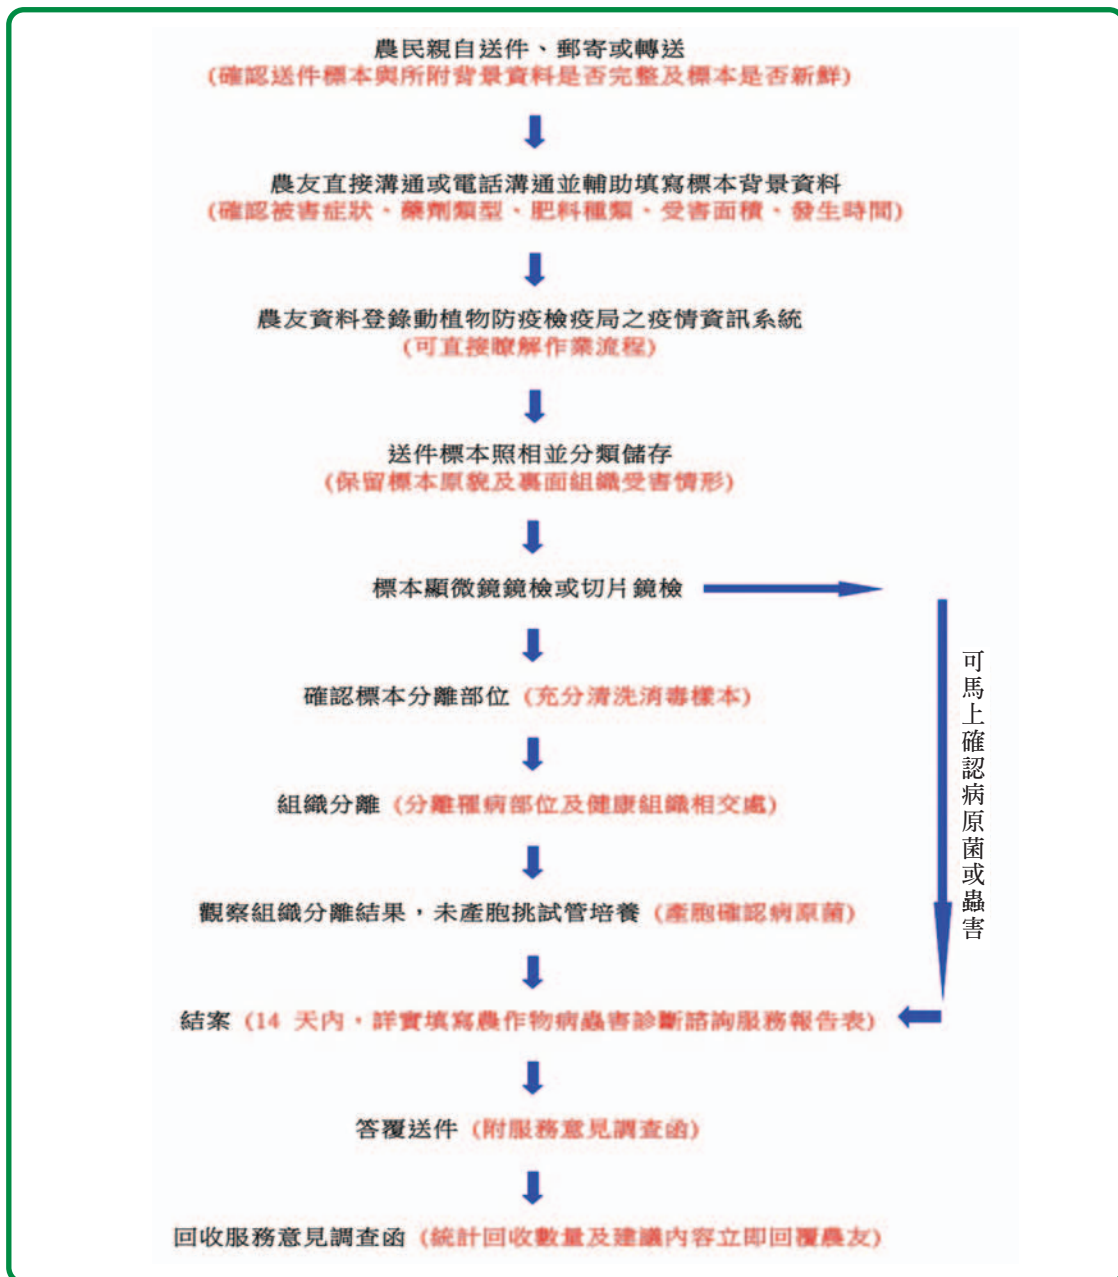 農民親自送件、郵寄或轉送
(確認送件標本與所附背景資料是否完整及標本是否新鮮)
農友直接溝通或電話溝通並輔助填寫標本背景資料
(確認被害症狀、藥劑類型、肥料種類、受害面積、發生時間)
農友資料登錄動植物防疫檢疫局之疫情資訊系統
(可直接瞭解作業流程)
送件標本照相並分類儲存
(保留標本原貌及裏面組織受害情形)
標本顯微鏡鏡檢或切片鏡檢
可馬上確認病原菌或蟲害
確認標本分離部位 (充分清洗消毒樣本)
組織分離 (分離罹病部位及健康組織相交處)
觀察組織分離結果，未產胞挑試管培養 (產胞確認病原菌)
結案 (14 天內，詳實填寫農作物病蟲害診斷諮詢服務報告表)
答覆送件 (附服務意見調查函)
回收服務意見調查函 (統計回收數量及建議內容立即回覆農友)